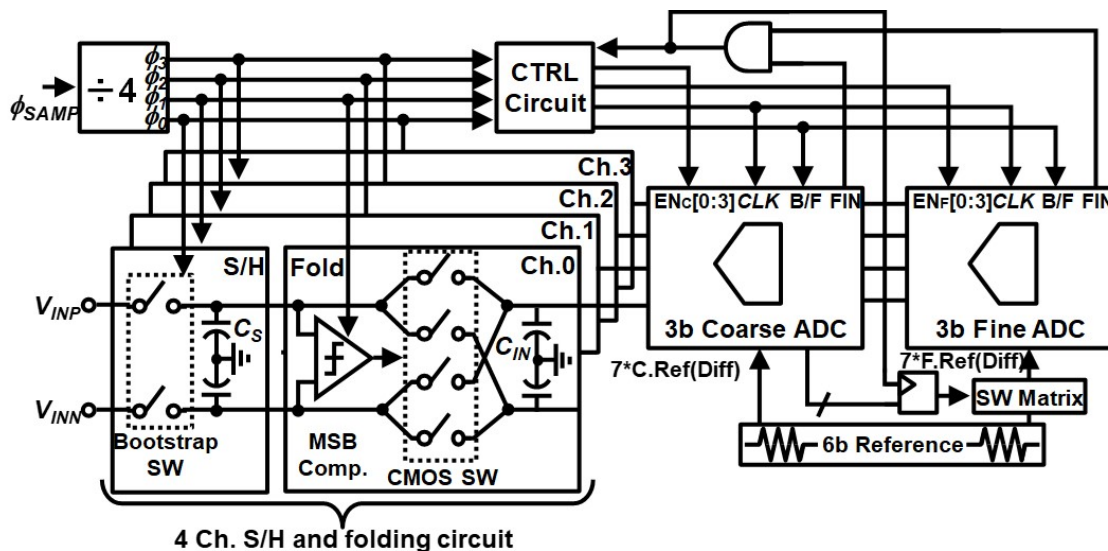 ϕ3
ϕ2
ϕ1
ϕ0
÷ 4
ϕSAMP
CTRL
Circuit
Ch.3
Ch.2
Ch.1
Ch.0
S/H
Fold
VINP
VINN
CS
CIN
Bootstrap
SW
MSB
Comp.
CMOS SW
4 Ch. S/H and folding circuit
ENC[0:3] CLK B/F FIN
3b Coarse ADC
7*C.Ref(Diff)
ENF[0:3] CLK B/F FIN
3b Fine ADC
7*F.Ref(Diff)
SW Matrix
6b Reference